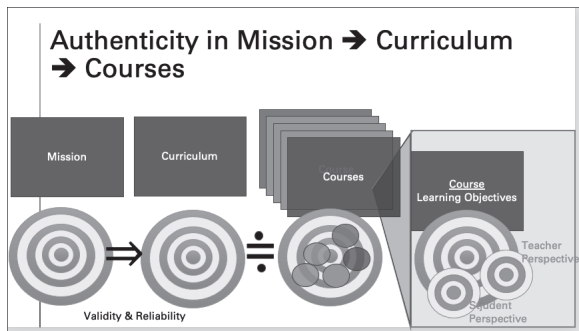 Authenticity in Mission ➔ Curriculum
➔ Courses
Mission
Curriculum
Courses
Course
Learning Objectives
Teacher
Perspective
Student
Perspective
Validity & Reliability